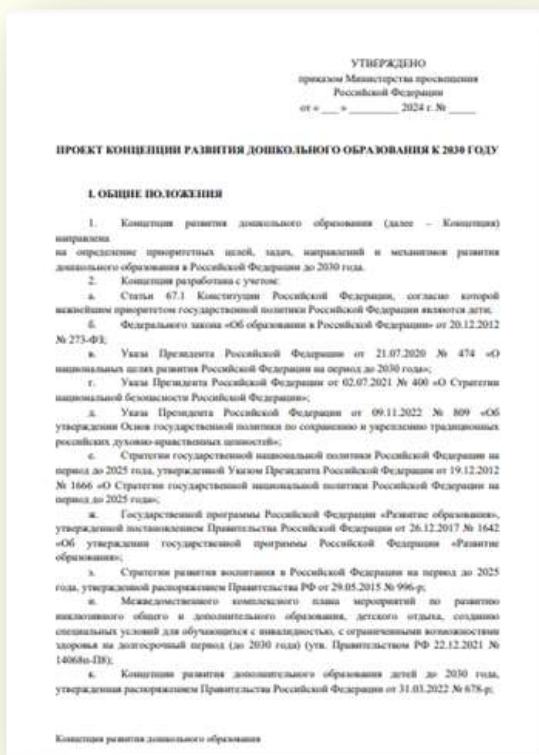 УТВЕРЖДЕНО
приказом Министерства просвещения
Российской Федерации
от « ___ » _________ 2024 г. № _____
ПРОЕКТ КОНЦЕПЦИИ РАЗВИТИЯ ДОШКОЛЬНОГО ОБРАЗОВАНИЯ К 2030 ГОДУ
I. ОБЩИЕ ПОЛОЖЕНИЯ
1. Концепция развития дошкольного образования (далее – Концепция)
направлена
на определение приоритетных целей, задач, направлений и механизмов развития
дошкольного образования в Российской Федерации до 2030 года.
2. Концепция разработана с учетом:
а. Статьи 67.1 Конституции Российской Федерации, согласно которой
важнейшим приоритетом государственной политики Российской Федерации являются дети;
б. Федерального закона «Об образовании в Российской Федерации» от 20.12.2012
№ 273-ФЗ;
в. Указа Президента Российской Федерации от 21.07.2020 № 474 «О
национальных целях развития Российской Федерации на период до 2030 года»;
г. Указа Президента Российской Федерации от 02.07.2021 № 400 «О Стратегии
национальной безопасности Российской Федерации»;
д. Указа Президента Российской Федерации от 09.11.2022 № 809 «Об
утверждении Основ государственной политики по сохранению и укреплению традиционных
российских духовно-нравственных ценностей»;
е. Стратегии государственной национальной политики Российской Федерации на
период до 2025 года, утвержденной Указом Президента Российской Федерации от 19.12.2012
№ 1666 «О Стратегии государственной национальной политики Российской Федерации на
период до 2025 года»;
ж. Государственной программы Российской Федерации «Развитие образования»,
утвержденной постановлением Правительства Российской Федерации от 26.12.2017 № 1642
«Об утверждении государственной программы Российской Федерации «Развитие
образования»;
з. Стратегии развития воспитания в Российской Федерации на период до 2025
года, утвержденной распоряжением Правительства РФ от 29.05.2015 № 996-р;
и. Межведомственного комплексного плана мероприятий по развитию
инклюзивного общего и дополнительного образования, детского отдыха, созданию
специальных условий для обучающихся с инвалидностью, с ограниченными возможностями
здоровья на долгосрочный период (до 2030 года) (утв. Правительством РФ 22.12.2021 №
14068п-П8);
к. Концепции развития дополнительного образования детей до 2030 года,
утвержденная распоряжением Правительства Российской Федерации от 31.03.2022 № 678-р;
Концепция развития дошкольного образования